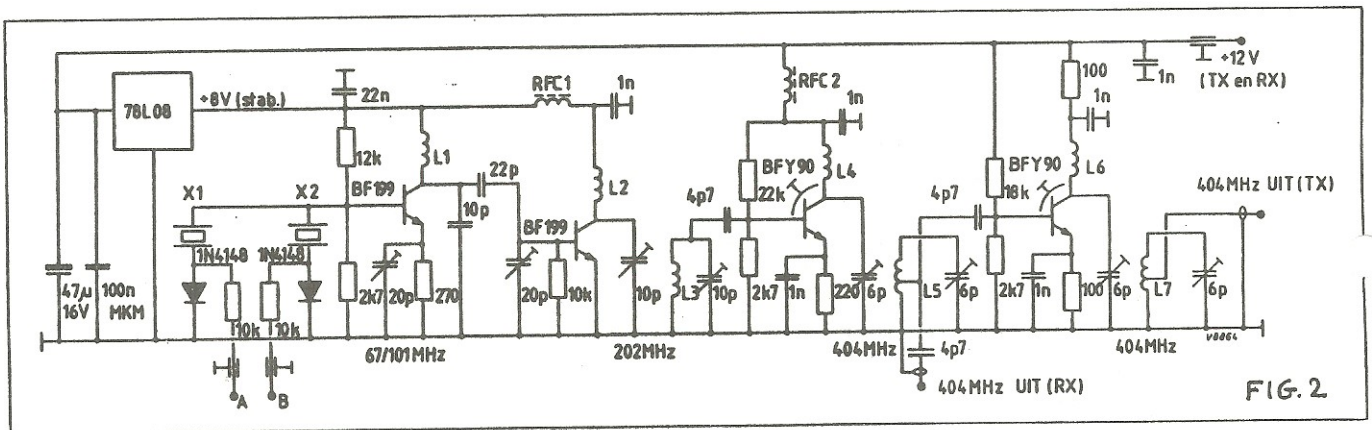 78L08
+8V (stab.)
22n
RFC1
1n
RFC 2
1n
100
1n
1n
+12V
(TX en RX)
12k
L1
22p
L2
BFY90
22k
L4
BFY90
18k
L6
404MHz UIT(TX)
X1
X2
BF199
10p
BF199
4p7
4p7
1N4148
1N4148
47μ
16V
100n
MKM
10k
10k
2k7
20p
270
20p
10k
10p
L3
10p
2k7
1n
220
6p
L5
6p
2k7
1n
100
6p
L7
6p
67/101MHz
202MHz
404MHz
4p7
404MHz
A
B
404MHz UIT (RX)
FIG. 2